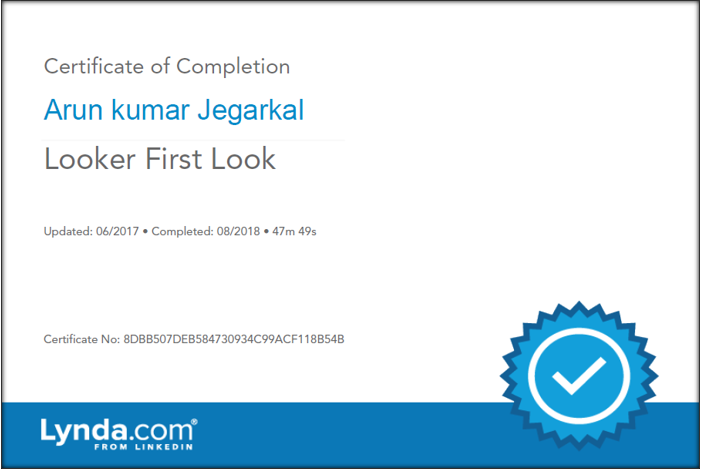 Certificate of Completion
Arun kumar Jegarkal
Looker First Look
Updated: 06/2017 • Completed: 08/2018 • 47m 49s
Certificate No: 8DBB507DEB584730934C99ACF118B54B
Lynda.com®
FROM LINKEDIN